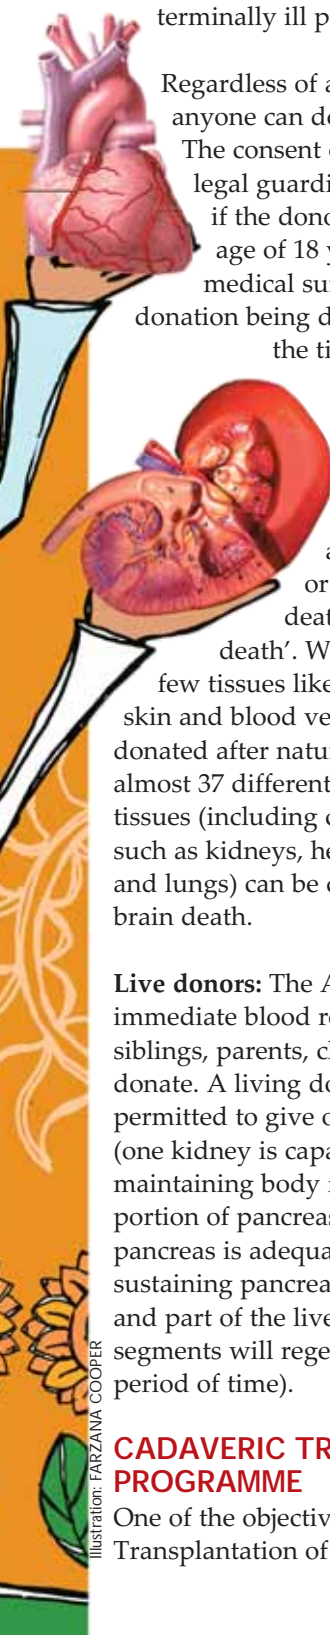 terminally ill p
Regardless of a
anyone can de
The consent o
legal guardi
if the dono
age of 18 y
medical sui
donation being d
the ti
a
or
deat
death'. W
few tissues like
skin and blood ve
donated after natu
almost 37 different
tissues (including o
such as kidneys, he
and lungs) can be d
brain death.
Live donors: The A
immediate blood re
siblings, parents, ch
donate. A living do
permitted to give o
(one kidney is capa
maintaining body f
portion of pancreas
pancreas is adequa
sustaining pancrea
and part of the live
segments will rege
period of time).
CADAVERIC TR
PROGRAMME
One of the objectiv
Transplantation of
Illustration: FARZANA COOPER